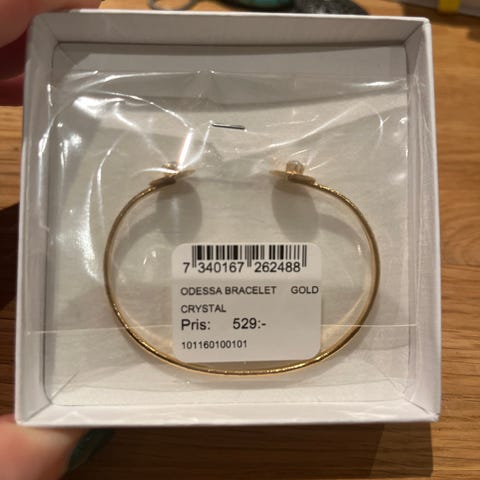 7 340167 262488
ODESSA BRACELET GOLD
CRYSTAL
Pris: 529:-
101160100101